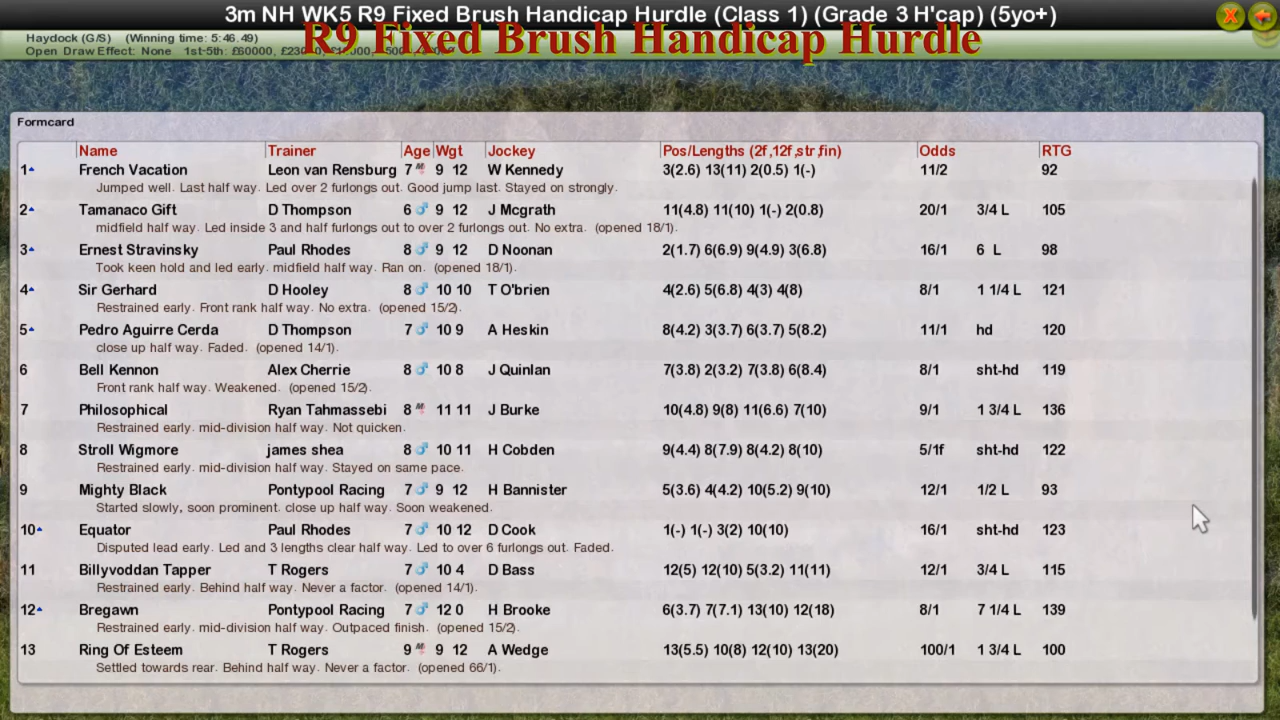 3m NH WK5 R9 Fixed Brush Handicap Hurdle (Class 1) (Grade 3 H'cap) (5yo+)
R9 Fixed Brush Handicap Hurdle
Haydock (G/S) (Winning time: 5:46.49)
Open Draw Effect: None 1st-5th: £60000,
Formcard
Name Trainer Age Wgt Jockey Pos/Lengths (2f,12f,str,fin) Odds RTG
1 French Vacation Leon van Rensburg 7 9 12 W Kennedy 3(2.6) 13(11) 2(0.5) 1(-) 11/2 92
Jumped well. Last half way. Led over 2 furlongs out. Good jump last. Stayed on strongly.
2 Tamanaco Gift D Thompson 6 9 12 J Mcgrath 11(4.8) 11(10) 1(-) 2(0.8) 20/1 3/4 L 105
midfield half way. Led inside 3 and half furlongs out to over 2 furlongs out. No extra. (opened 18/1).
3 Ernest Stravinsky Paul Rhodes 8 9 12 D Noonan 2(1.7) 6(6.9) 9(4.9) 3(6.8) 16/1 6 L 98
Took keen hold and led early. midfield half way. Ran on. (opened 18/1).
4 Sir Gerhard D Hooley 8 10 10 T O'brien 4(2.6) 5(6.8) 4(3) 4(8) 8/1 1 1/4 L 121
Restrained early. Front rank half way. No extra. (opened 15/2).
5 Pedro Aguirre Cerda D Thompson 7 10 9 A Heskin 8(4.2) 3(3.7) 6(3.7) 5(8.2) 11/1 hd 120
close up half way. Faded. (opened 14/1).
6 Bell Kennon Alex Cherrie 8 10 8 J Quinlan 7(3.8) 2(3.2) 7(3.8) 6(8.4) 8/1 sht-hd 119
Front rank half way. Weakened. (opened 15/2).
7 Philosophical Ryan Tahmassebi 8 11 11 J Burke 10(4.8) 9(8) 11(6.6) 7(10) 9/1 1 3/4 L 136
Restrained early. mid-division half way. Not quicken.
8 Stroll Wigmore james shea 8 10 11 H Cobden 9(4.4) 8(7.9) 8(4.2) 8(10) 5/1f sht-hd 122
Restrained early. mid-division half way. Stayed on same pace.
9 Mighty Black Pontypool Racing 7 9 12 H Bannister 5(3.6) 4(4.2) 10(5.2) 9(10) 12/1 1/2 L 93
Started slowly, soon prominent. close up half way. Soon weakened.
10 Equator Paul Rhodes 7 10 12 D Cook 1(-) 1(-) 3(2) 10(10) 16/1 sht-hd 123
Disputed lead early. Led and 3 lengths clear half way. Led to over 6 furlongs out. Faded.
11 Billyvoddan Tapper T Rogers 7 10 4 D Bass 12(5) 12(10) 5(3.2) 11(11) 12/1 3/4 L 115
Restrained early. Behind half way. Never a factor. (opened 14/1).
12 Bregawn Pontypool Racing 7 12 0 H Brooke 6(3.7) 7(7.1) 13(10) 12(18) 8/1 7 1/4 L 139
Restrained early. mid-division half way. Outpaced finish. (opened 15/2).
13 Ring Of Esteem T Rogers 9 9 12 A Wedge 13(5.5) 10(8) 12(10) 13(20) 100/1 1 3/4 L 100
Settled towards rear. Behind half way. Never a factor. (opened 66/1).